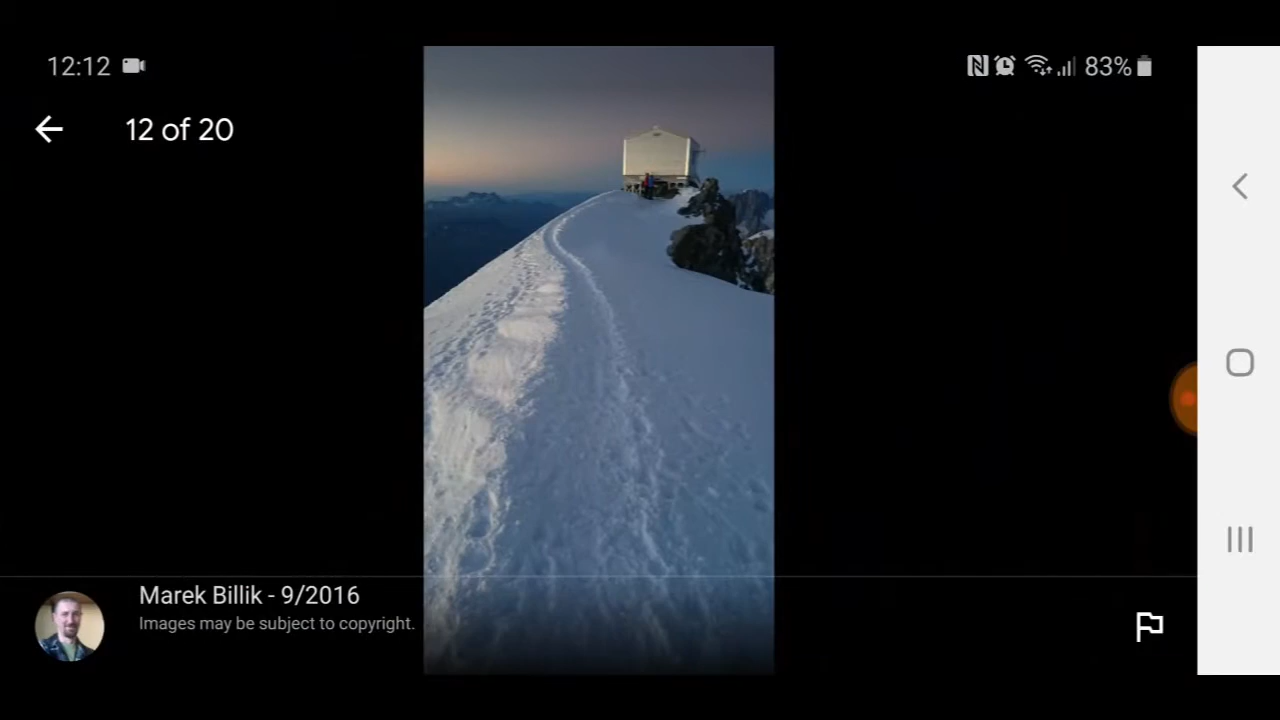 12:12
83%
12 of 20
Marek Billik - 9/2016
Images may be subject to copyright.